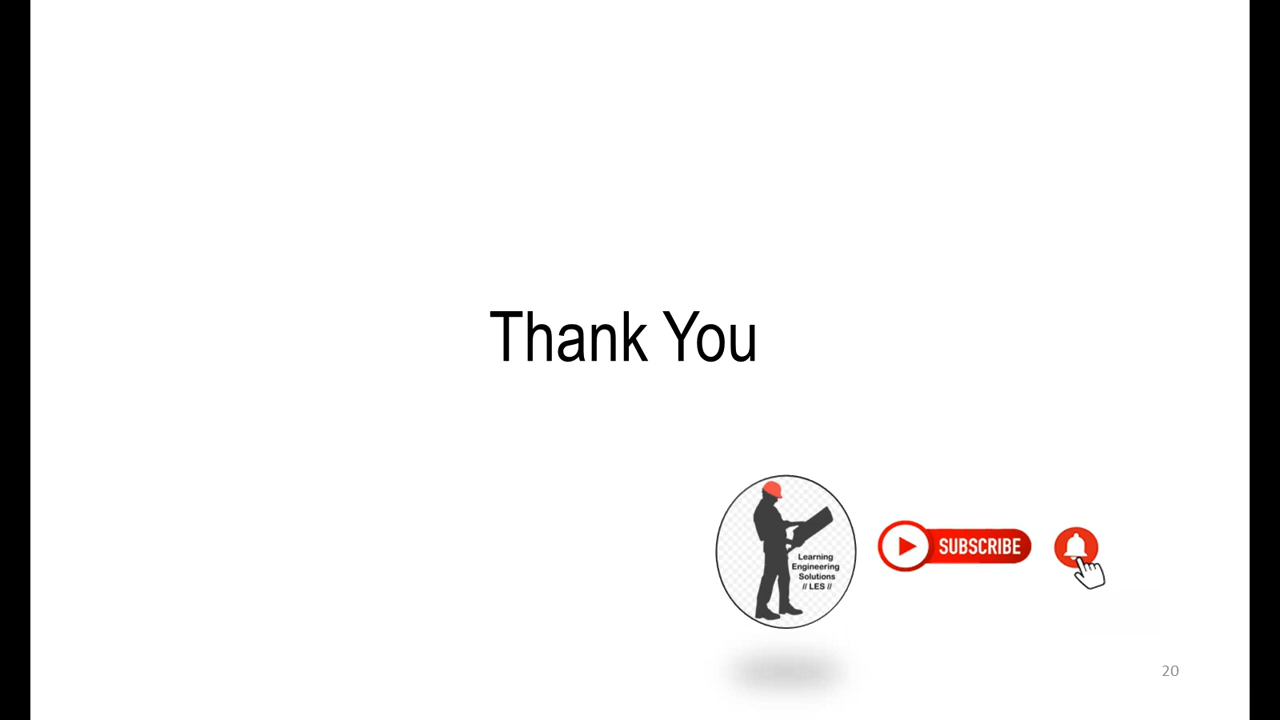 Thank You
Learning
Engineering
Solutions
// LES //
SUBSCRIBE
20